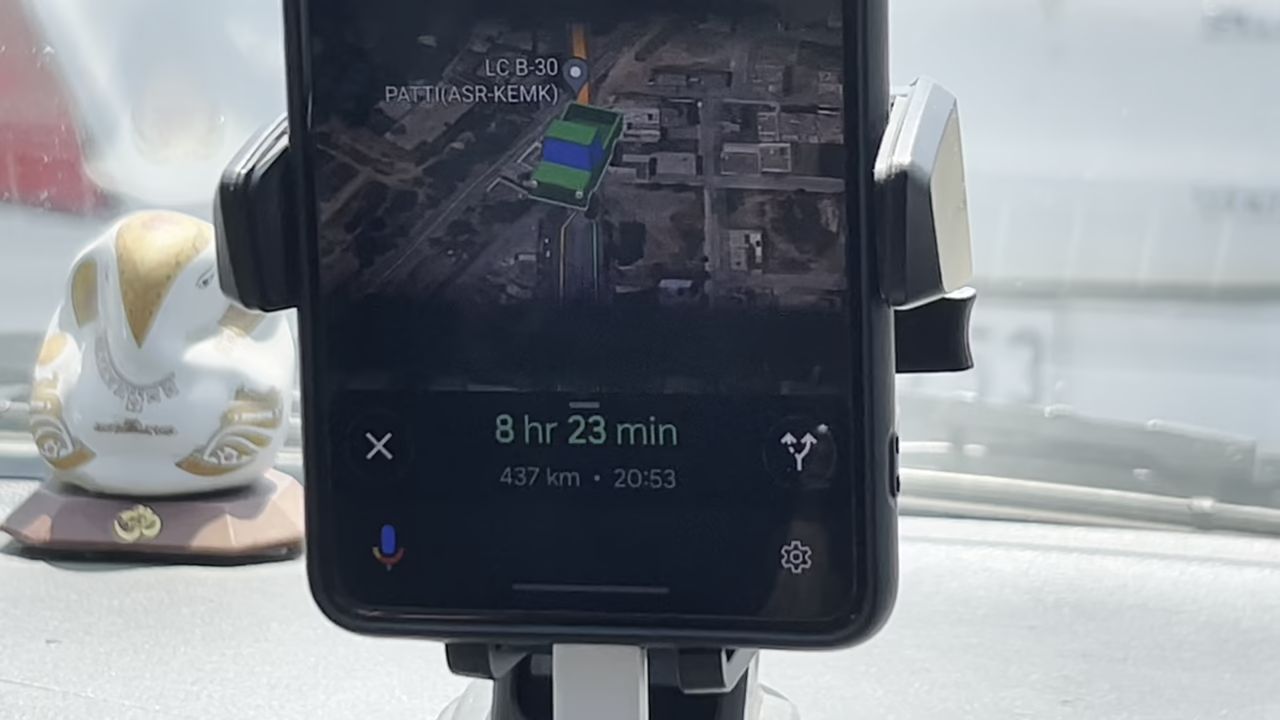 LC B-30
PATTI(ASR-KEMK)
8 hr 23 min
437 km • 20:53